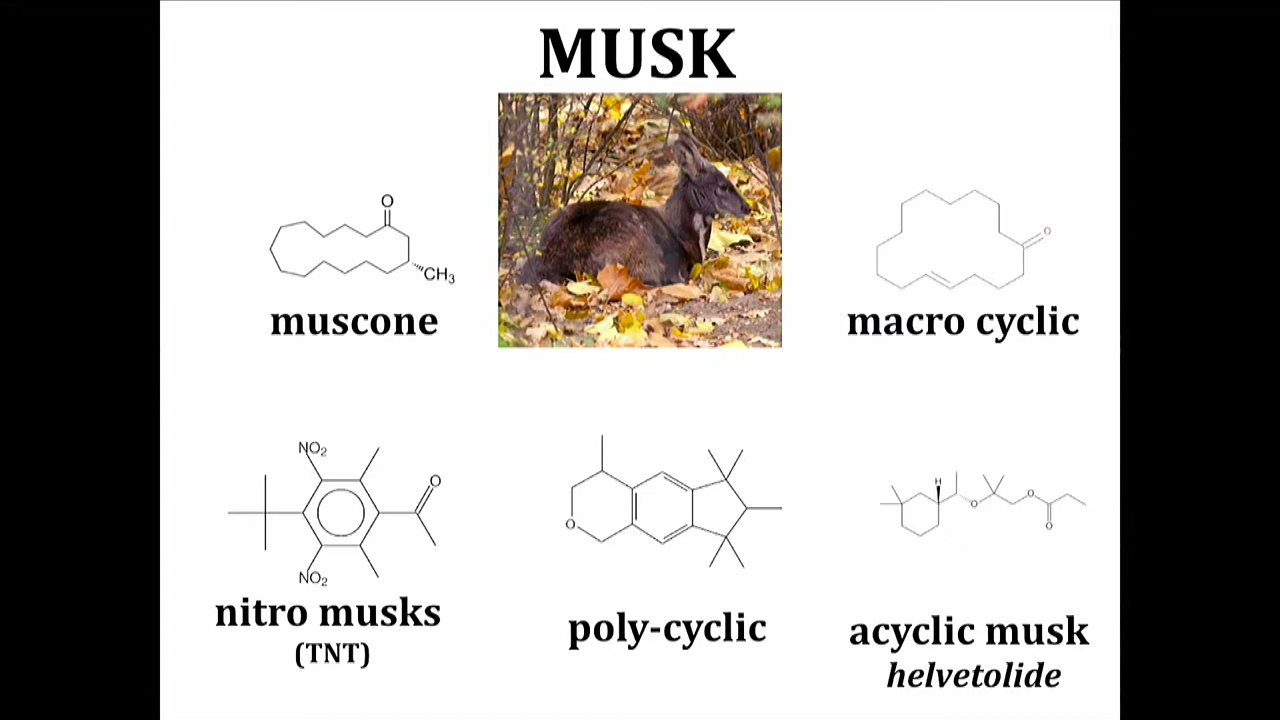 MUSK
O
CH3
muscone
O
macro cyclic
NO2
O
NO2
nitro musks
(TNT)
O
poly-cyclic
H
O
O
O
acyclic musk
helvetolide